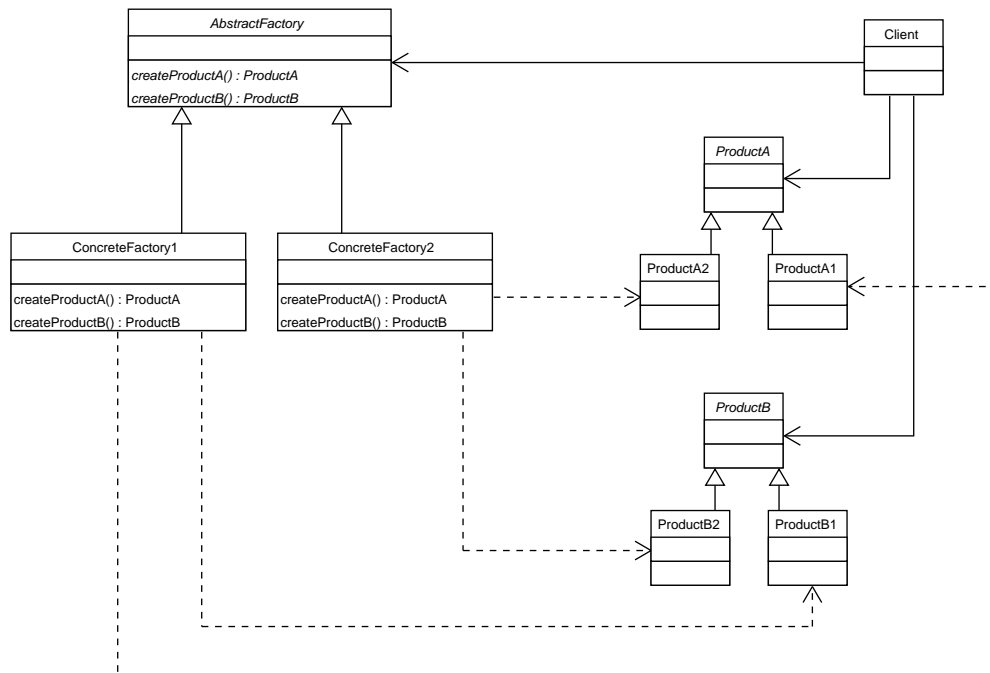 AbstractFactory
createProductA() : ProductA
createProductB() : ProductB
Client
ProductA
ConcreteFactory1
createProductA() : ProductA
createProductB() : ProductB
ConcreteFactory2
createProductA() : ProductA
createProductB() : ProductB
ProductA2
ProductA1
ProductB
ProductB2
ProductB1